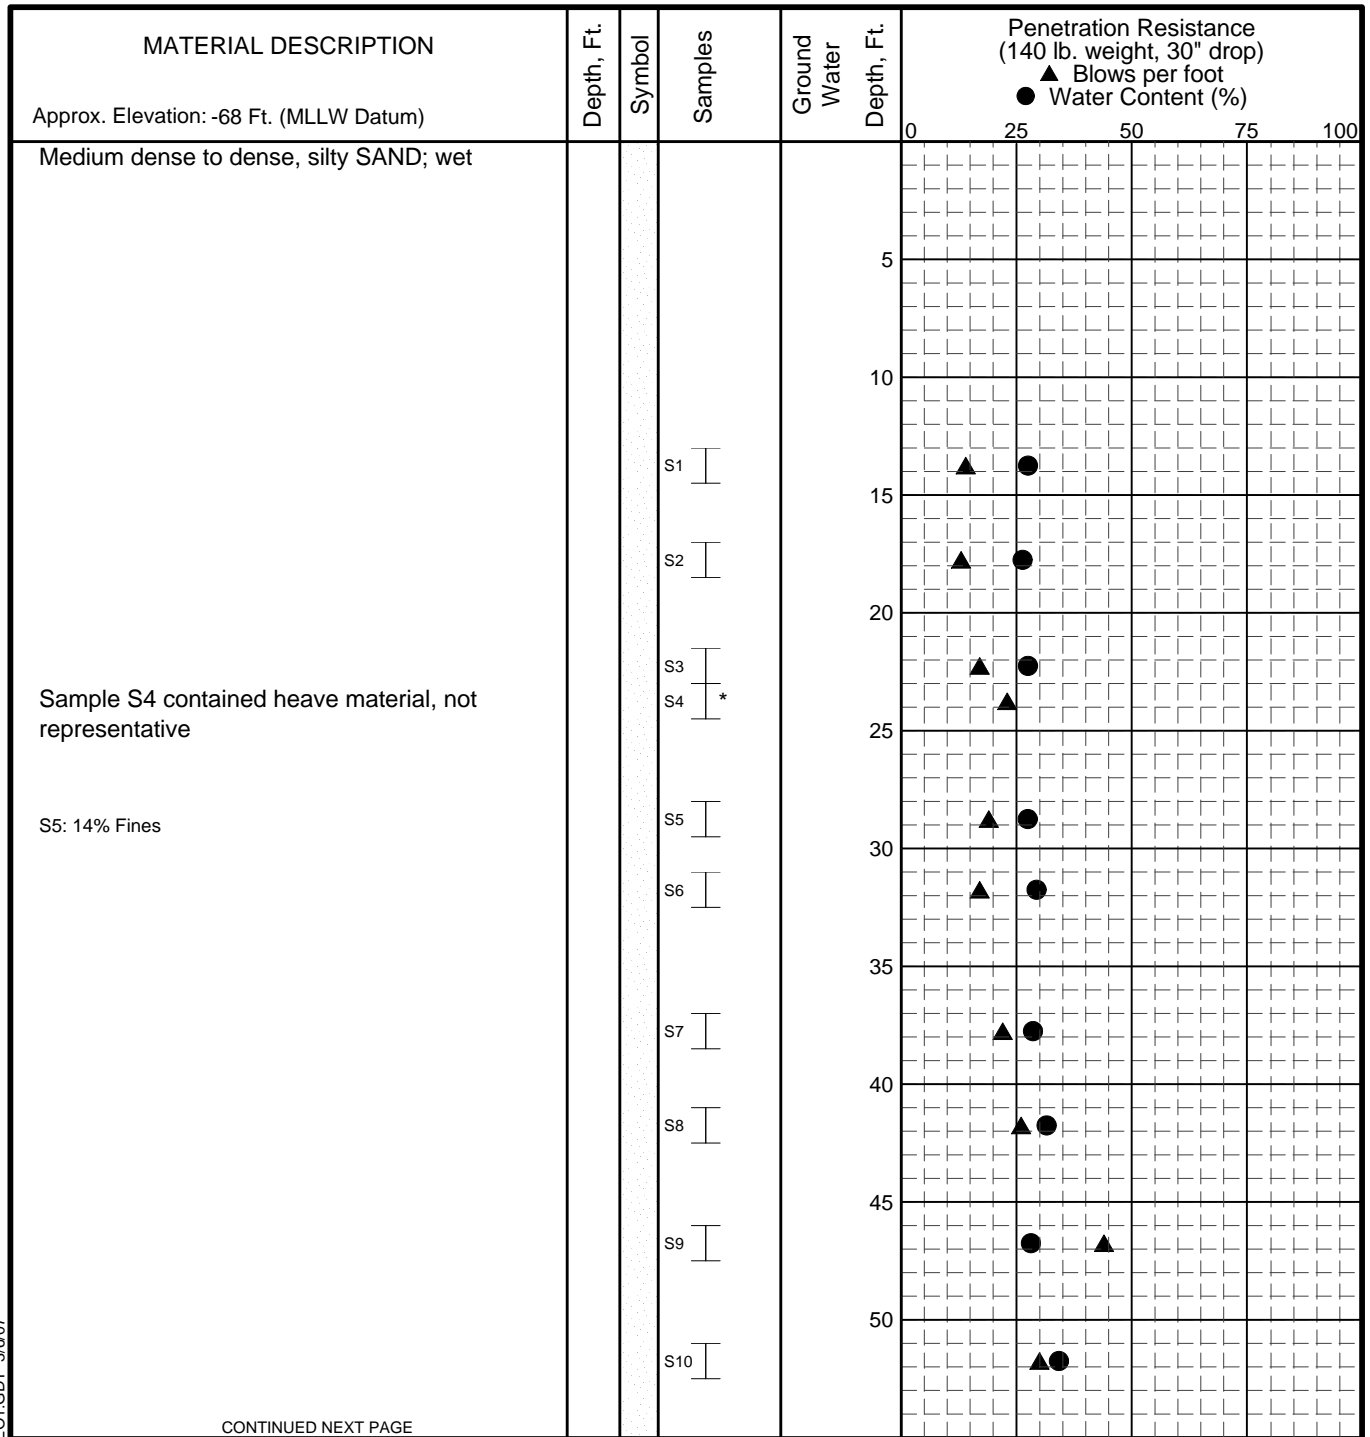 MATERIAL DESCRIPTION
Approx. Elevation: -68 Ft. (MLLW Datum)
Depth, Ft.
Symbol
Samples
Ground
Water
Depth, Ft.
Penetration Resistance
(140 lb. weight, 30" drop)
▲ Blows per foot
● Water Content (%)
0 25 50 75 100
Medium dense to dense, silty SAND; wet
5
10
S1
15
S2
20
S3
Sample S4 contained heave material, not
representative
S4 *
25
S5: 14% Fines
S5
30
S6
35
S7
40
S8
45
S9
50
S10
CONTINUED NEXT PAGE